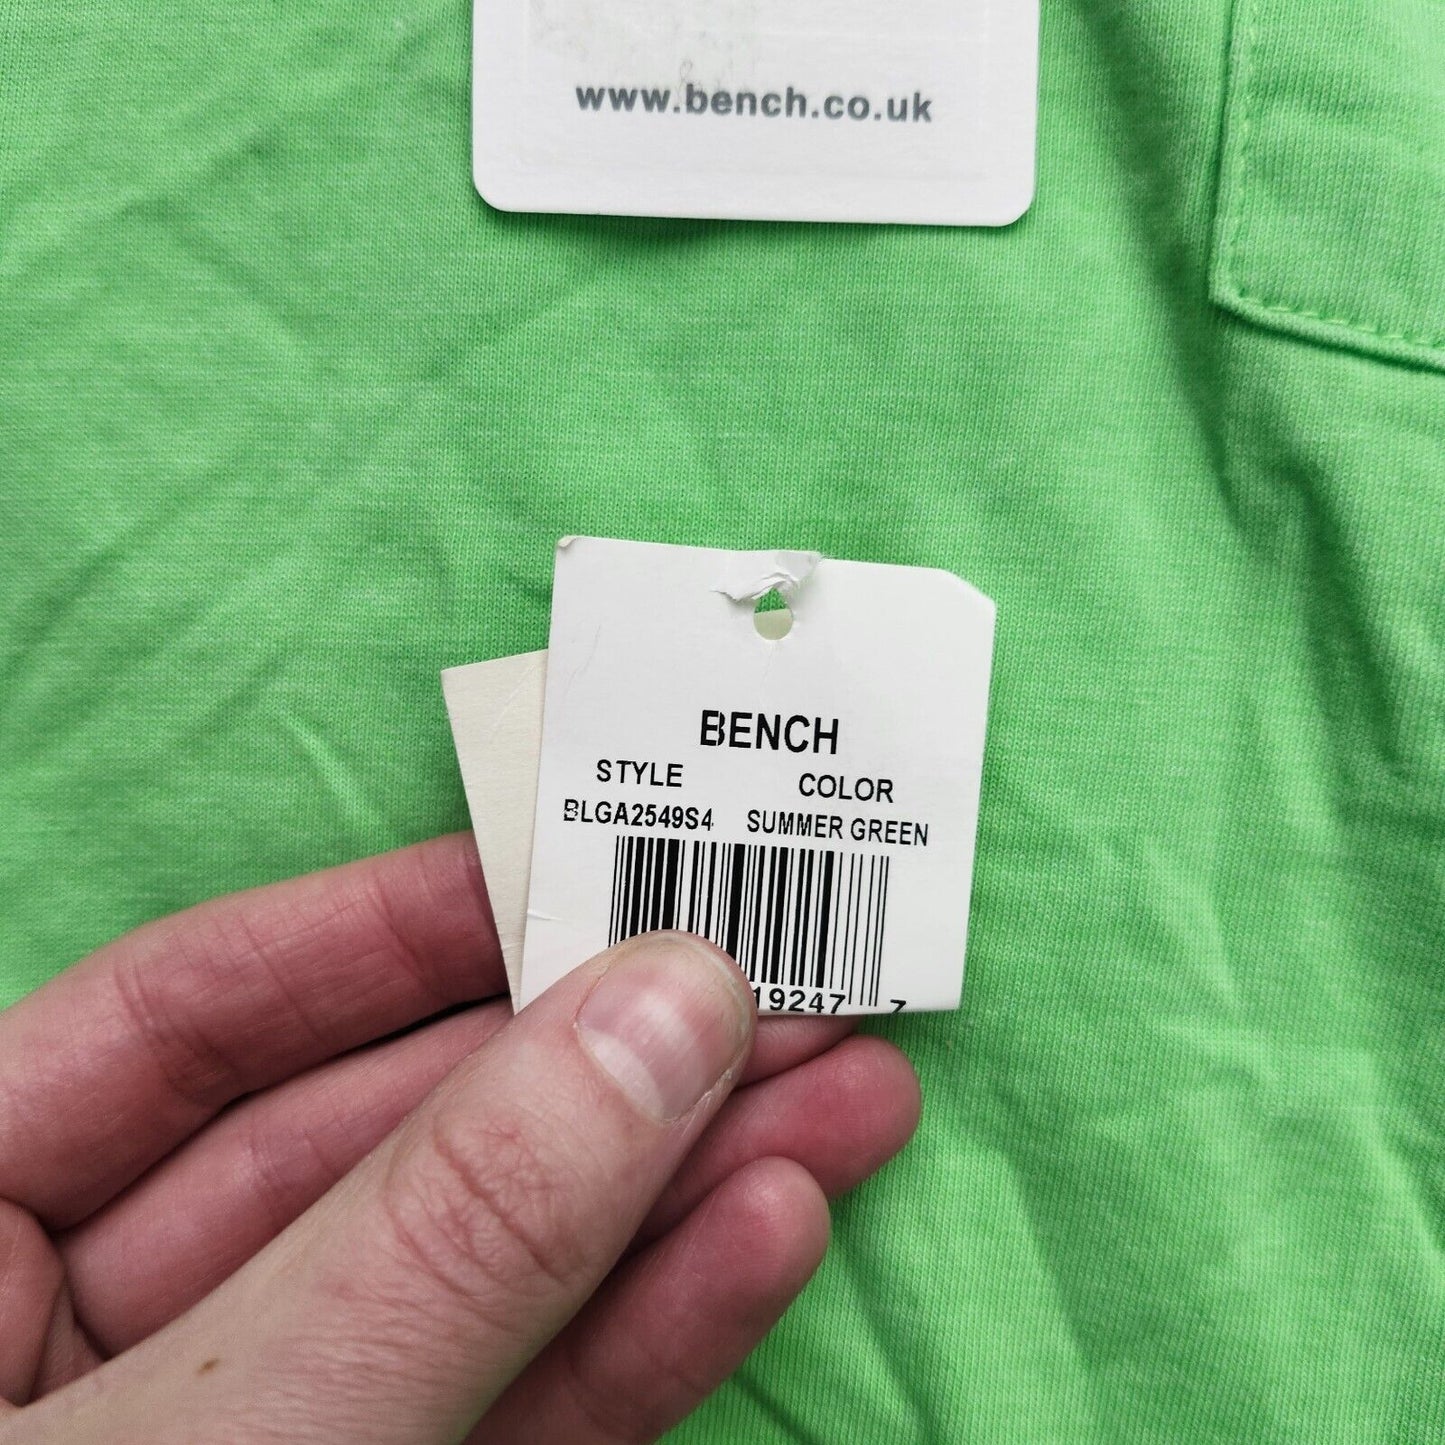 www.bench.co.uk
BENCH
STYLE COLOR
BLGA2549S4 SUMMER GREEN
19247 7